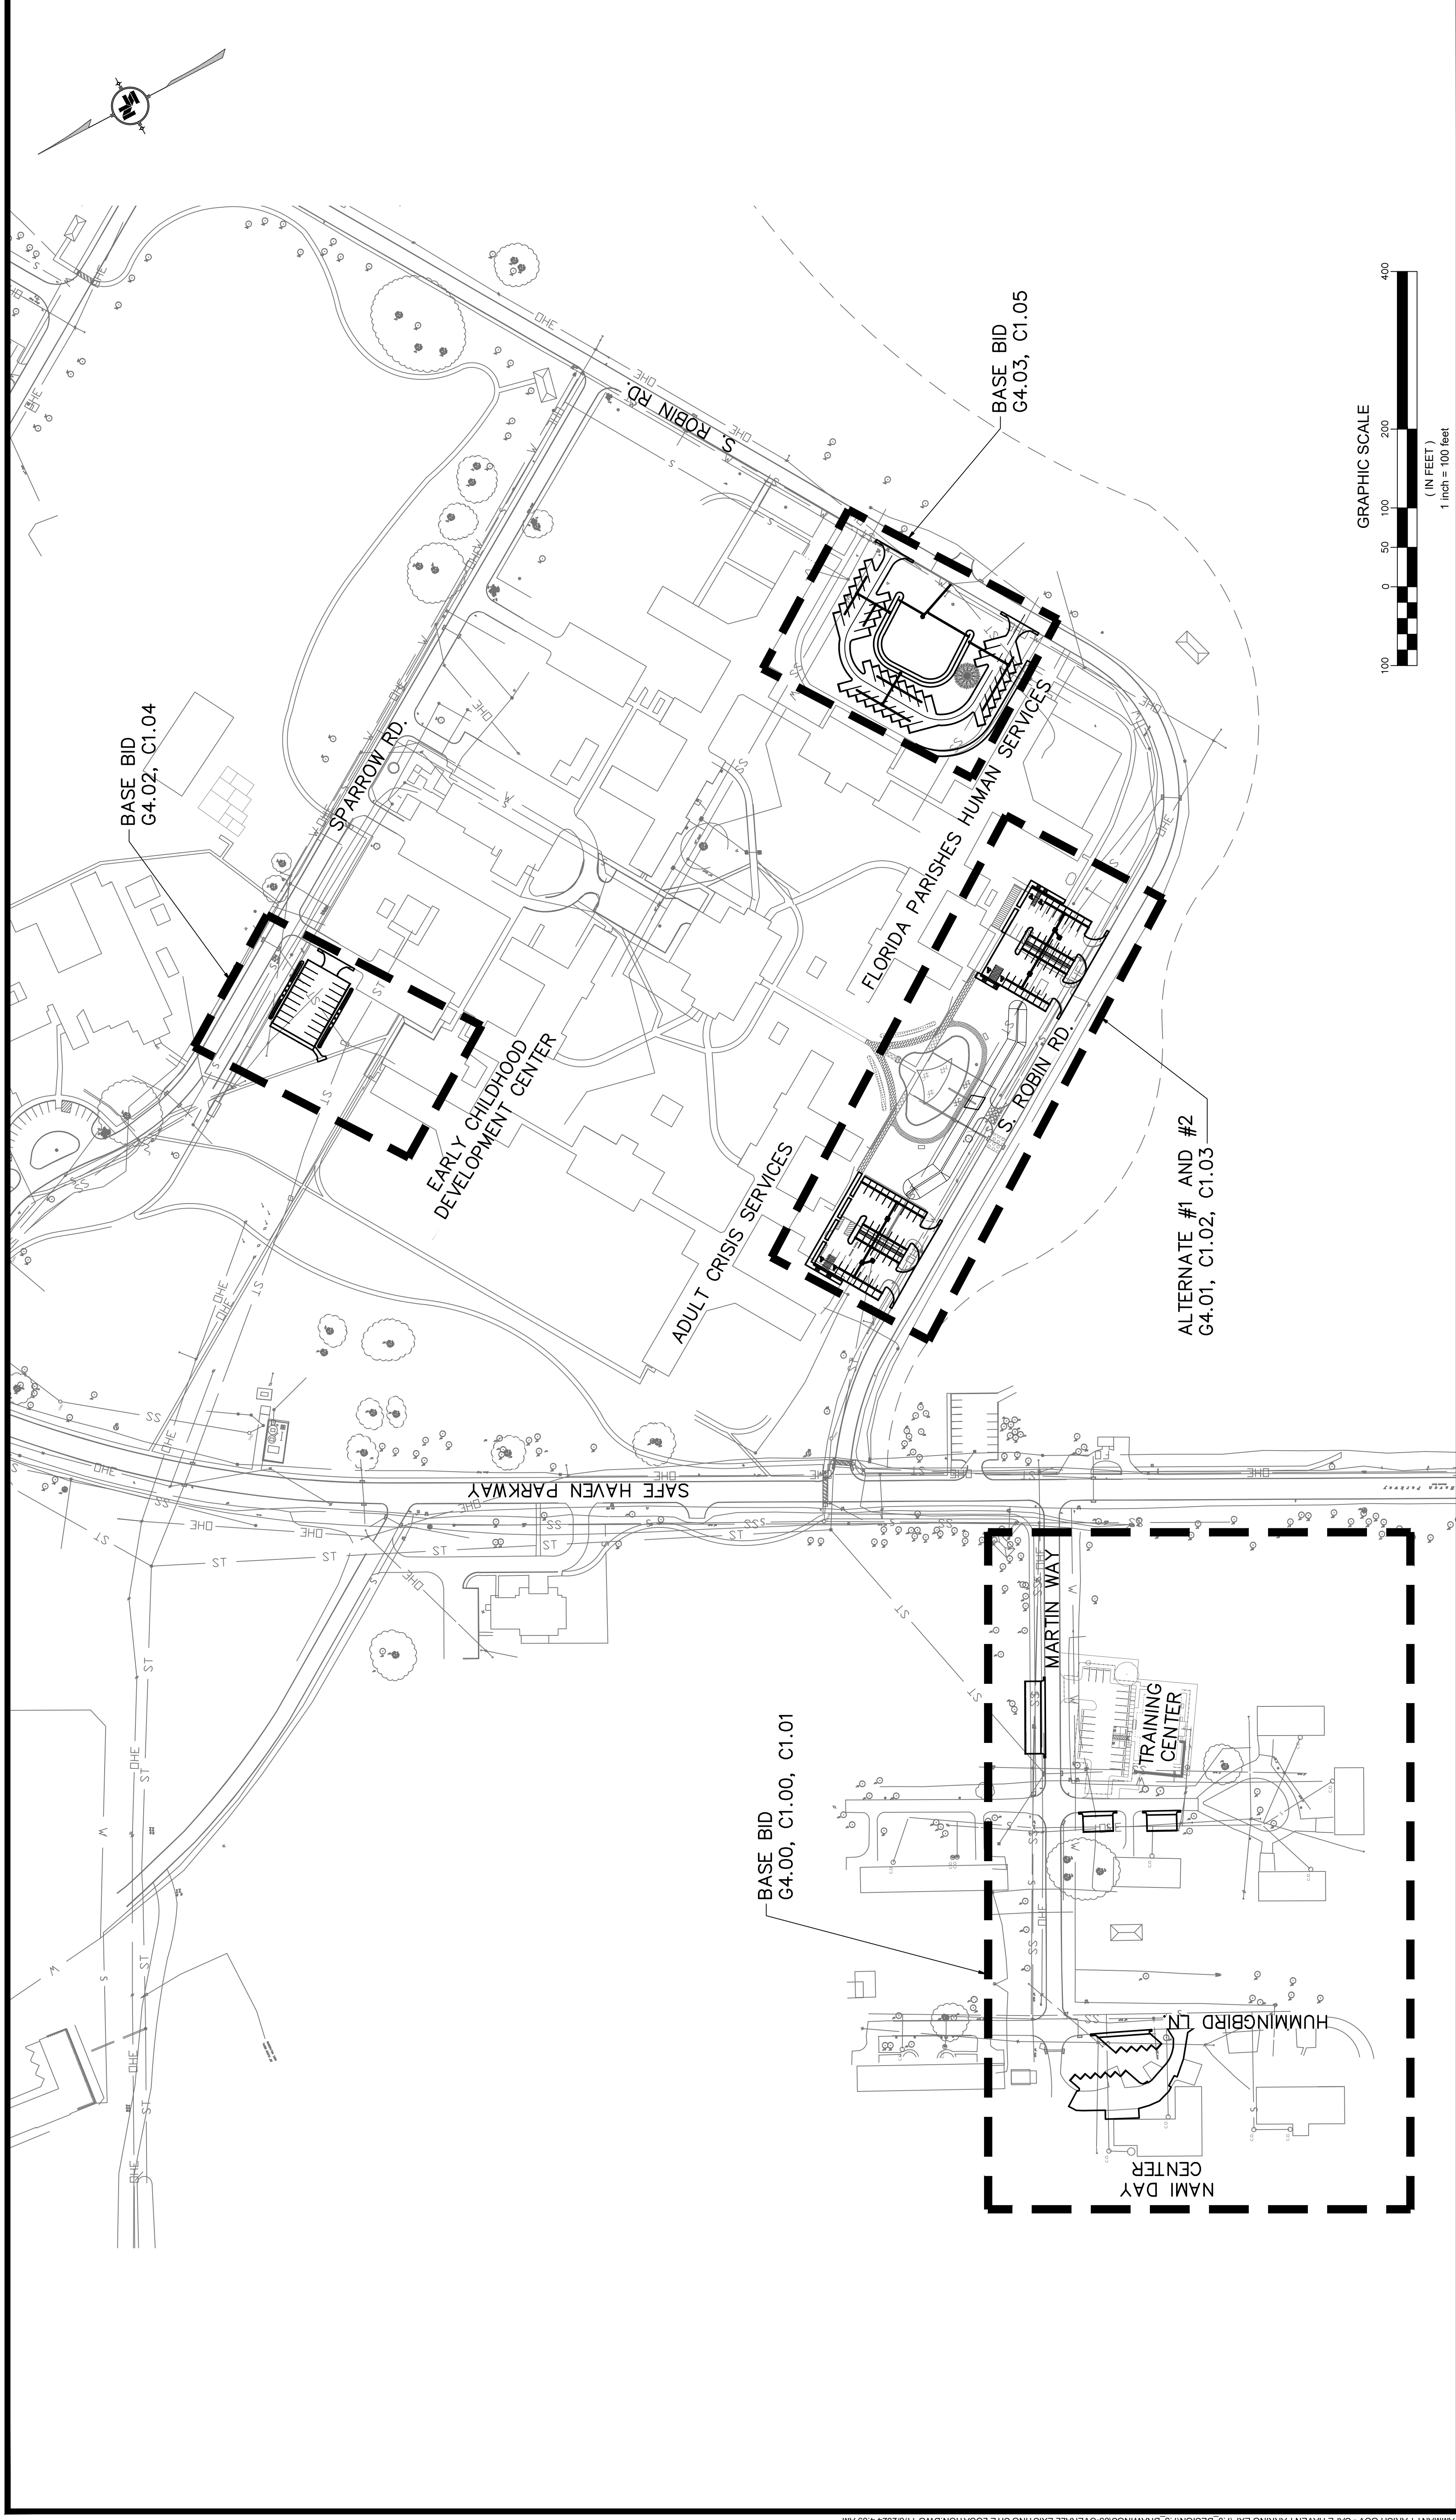 BASE BID
G4.02, C1.04
SPARROW RD.
S. ROBIN RD.
BASE BID
G4.03, C1.05
EARLY CHILDHOOD
DEVELOPMENT CENTER
FLORIDA PARISHES HUMAN SERVICES
ADULT CRISIS SERVICES
S. ROBIN RD.
ALTERNATE #1 AND #2
G4.01, C1.02, C1.03
SAFE HAVEN PARKWAY
MARTIN WAY
TRAINING
CENTER
BASE BID
G4.00, C1.00, C1.01
HUMMINGBIRD LN.
NAMI DAY
CENTER
GRAPHIC SCALE
100 0 50 100 200 400
( IN FEET )
1 inch = 100 feet